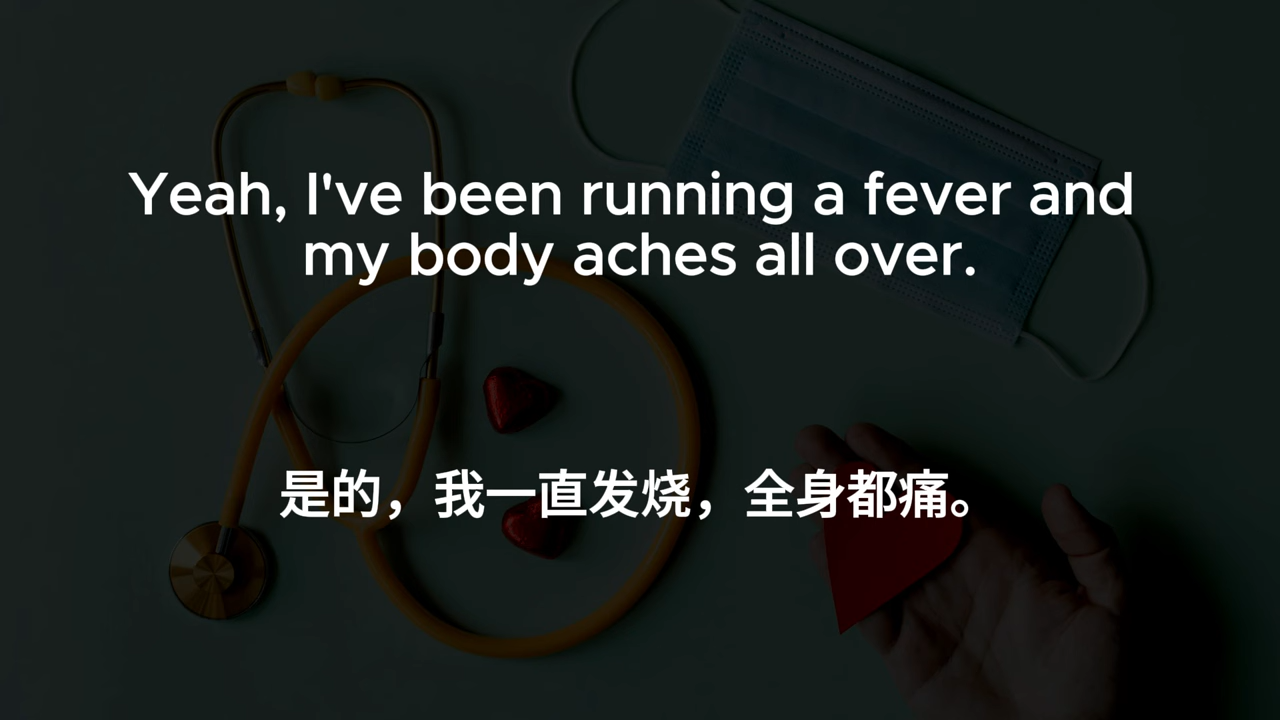 Yeah, I've been running a fever and
my body aches all over.
是的，我一直发烧，全身都痛。